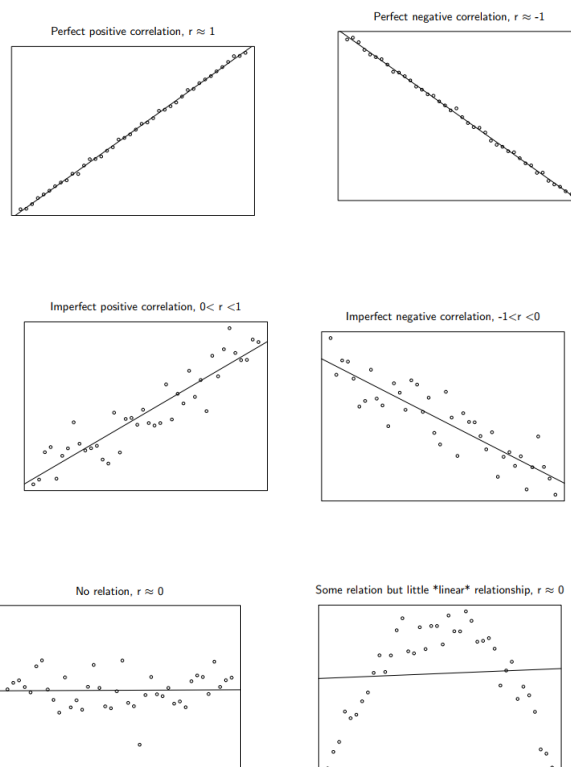 Perfect positive correlation, r ≈ 1
Perfect negative correlation, r ≈ -1
Imperfect positive correlation, 0< r <1
Imperfect negative correlation, -1<r <0
No relation, r ≈ 0
Some relation but little *linear* relationship, r ≈ 0